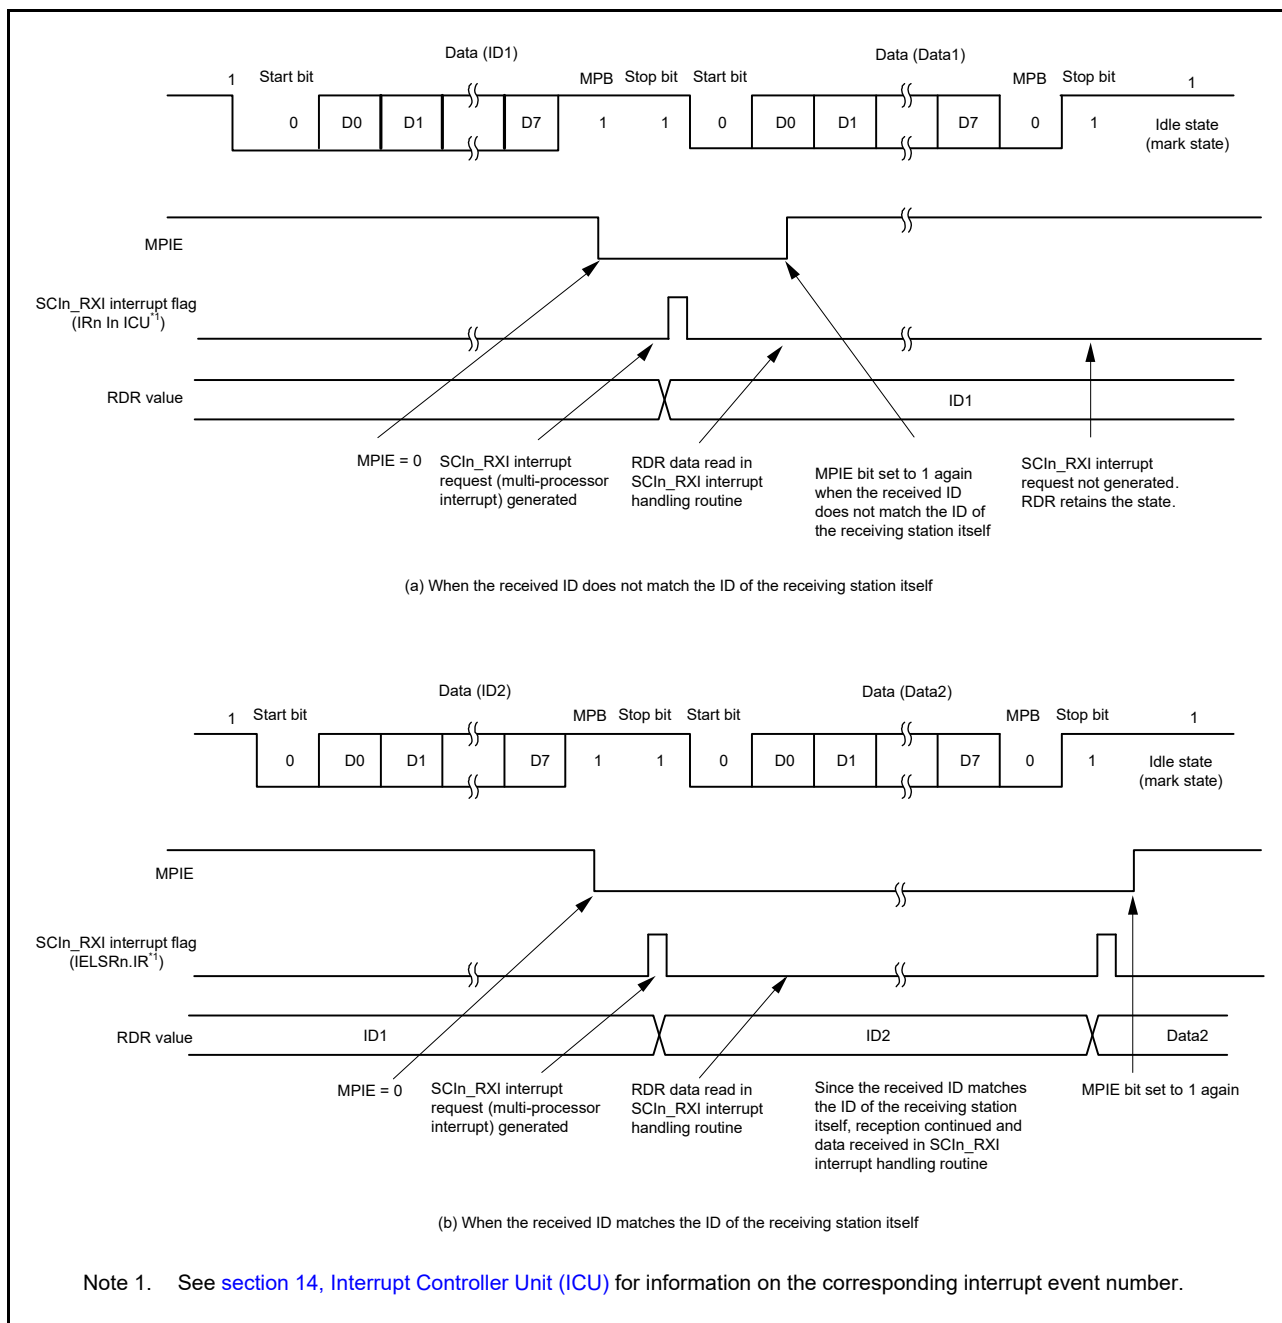 Data (ID1) Data (Data1)
1 Start bit MPB Stop bit Start bit MPB Stop bit 1
0 D0 D1 D7 1 1 0 D0 D1 D7 0 1 Idle state
(mark state)
MPIE
SCIn_RXI interrupt flag
(IRn In ICU*1)
RDR value ID1
MPIE = 0
SCIn_RXI interrupt
request (multi-processor
interrupt) generated
RDR data read in
SCIn_RXI interrupt
handling routine
MPIE bit set to 1 again
when the received ID
does not match the ID of
the receiving station itself
SCIn_RXI interrupt
request not generated.
RDR retains the state.
(a) When the received ID does not match the ID of the receiving station itself
Data (ID2) Data (Data2)
1 Start bit MPB Stop bit Start bit MPB Stop bit 1
0 D0 D1 D7 1 1 0 D0 D1 D7 0 1 Idle state
(mark state)
MPIE
SCIn_RXI interrupt flag
(IELSRn.IR*1)
RDR value ID1 ID2 Data2
MPIE = 0
SCIn_RXI interrupt
request (multi-processor
interrupt) generated
RDR data read in
SCIn_RXI interrupt
handling routine
Since the received ID matches
the ID of the receiving station
itself, reception continued and
data received in SCIn_RXI
interrupt handling routine
MPIE bit set to 1 again
(b) When the received ID matches the ID of the receiving station itself
Note 1. See section 14, Interrupt Controller Unit (ICU) for information on the corresponding interrupt event number.